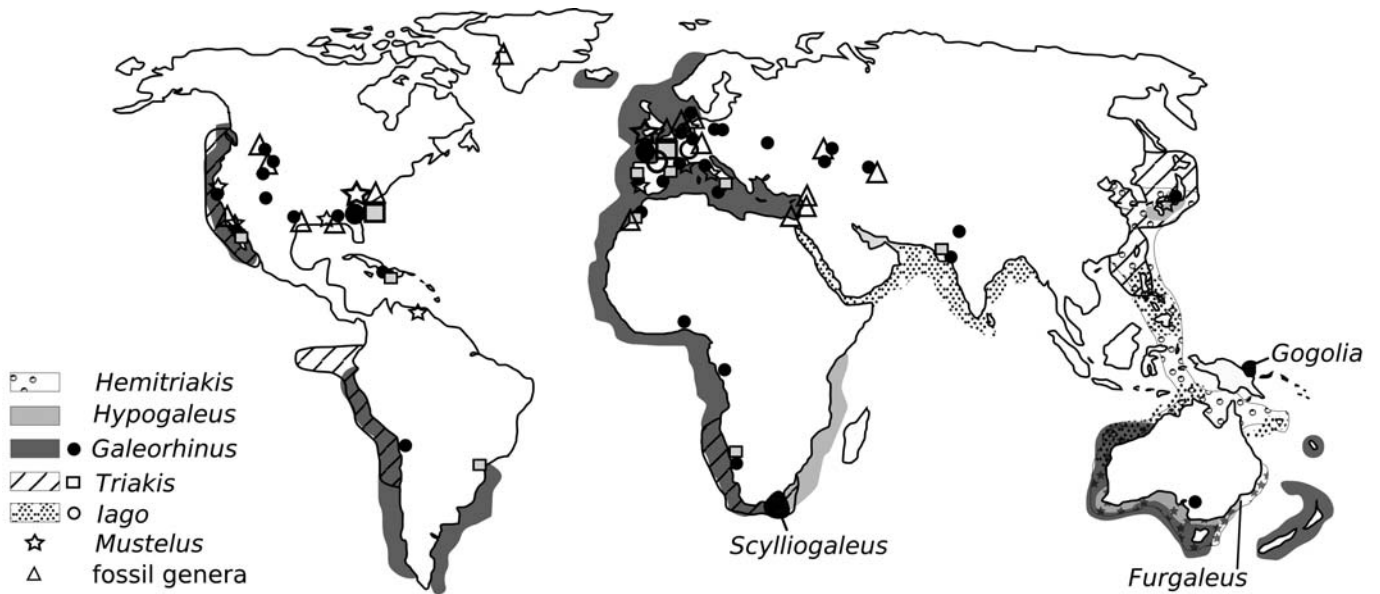 Gogolia
Hemitriakis
Hypogaleus
Galeorhinus
Triakis
Iago
Mustelus
fossil genera
Scylliogaleus
Furgaleus